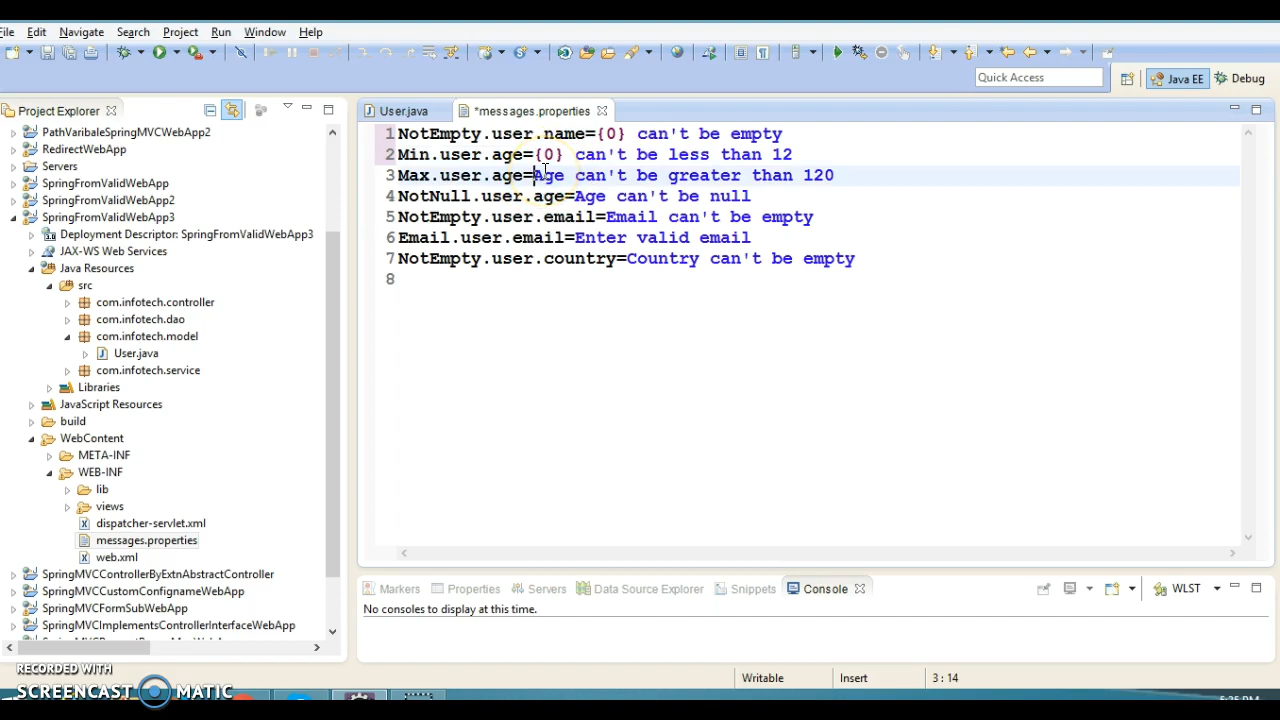 File Edit Navigate Search Project Run Window Help
Quick Access
Java EE
Debug
Project Explorer
PathVaribaleSpringMVCWebApp2
RedirectWebApp
Servers
SpringFromValidWebApp
SpringFromValidWebApp2
SpringFromValidWebApp3
Deployment Descriptor: SpringFromValidWebApp3
JAX-WS Web Services
Java Resources
src
com.infotech.controller
com.infotech.dao
com.infotech.model
User.java
com.infotech.service
Libraries
JavaScript Resources
build
WebContent
META-INF
WEB-INF
lib
views
dispatcher-servlet.xml
messages.properties
web.xml
SpringMVCControllerByExtnAbstractController
SpringMVCCustomConfignameWebApp
SpringMVCFormSubWebApp
SpringMVCImplementsControllerInterfaceWebApp
User.java
*messages.properties
1 NotEmpty.user.name={0} can't be empty
2 Min.user.age={0} can't be less than 12
3 Max.user.age=Age can't be greater than 120
4 NotNull.user.age=Age can't be null
5 NotEmpty.user.email=Email can't be empty
6 Email.user.email=Enter valid email
7 NotEmpty.user.country=Country can't be empty
8
Markers Properties Servers Data Source Explorer Snippets Console
WLST
No consoles to display at this time.
Writable Insert 3 : 14
RECORDED WITH
SCREENCAST MATIC
5:25 PM